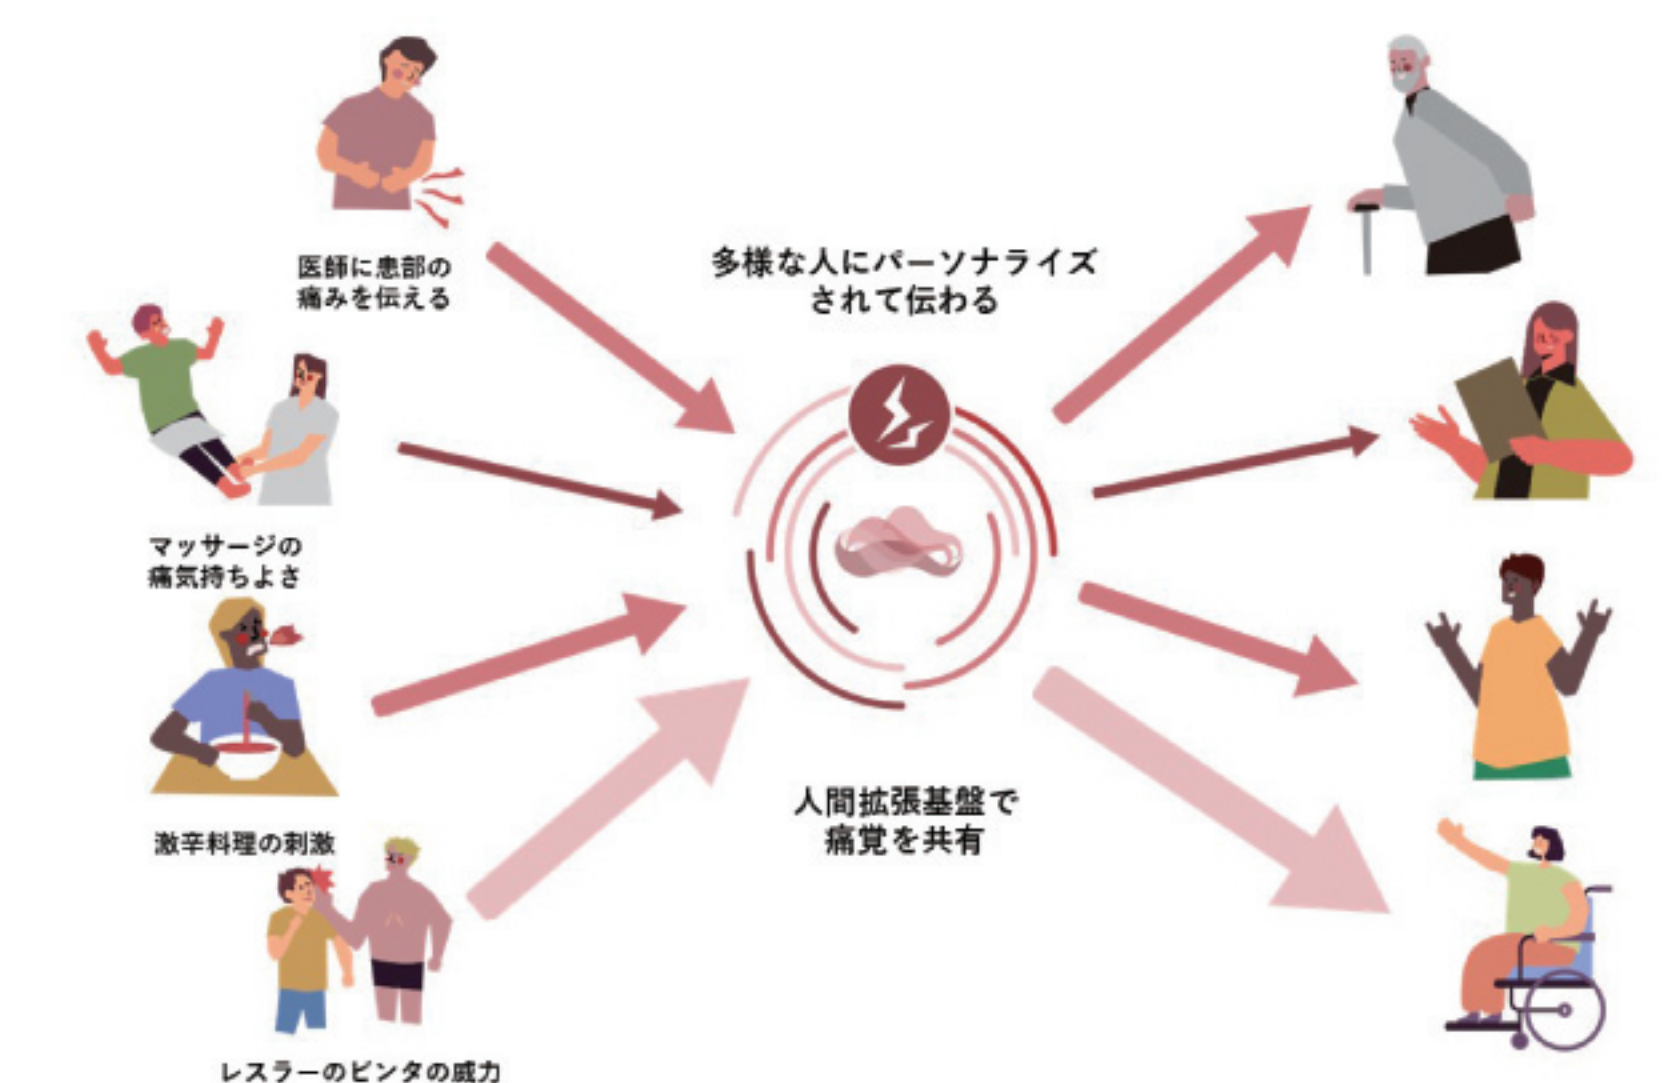 医師に患部の
痛みを伝える
多様な人にパーソナライズ
されて伝わる
マッサージの
痛気持ちよさ
激辛料理の刺激
人間拡張基盤で
痛覚を共有
レスラーのビンタの威力